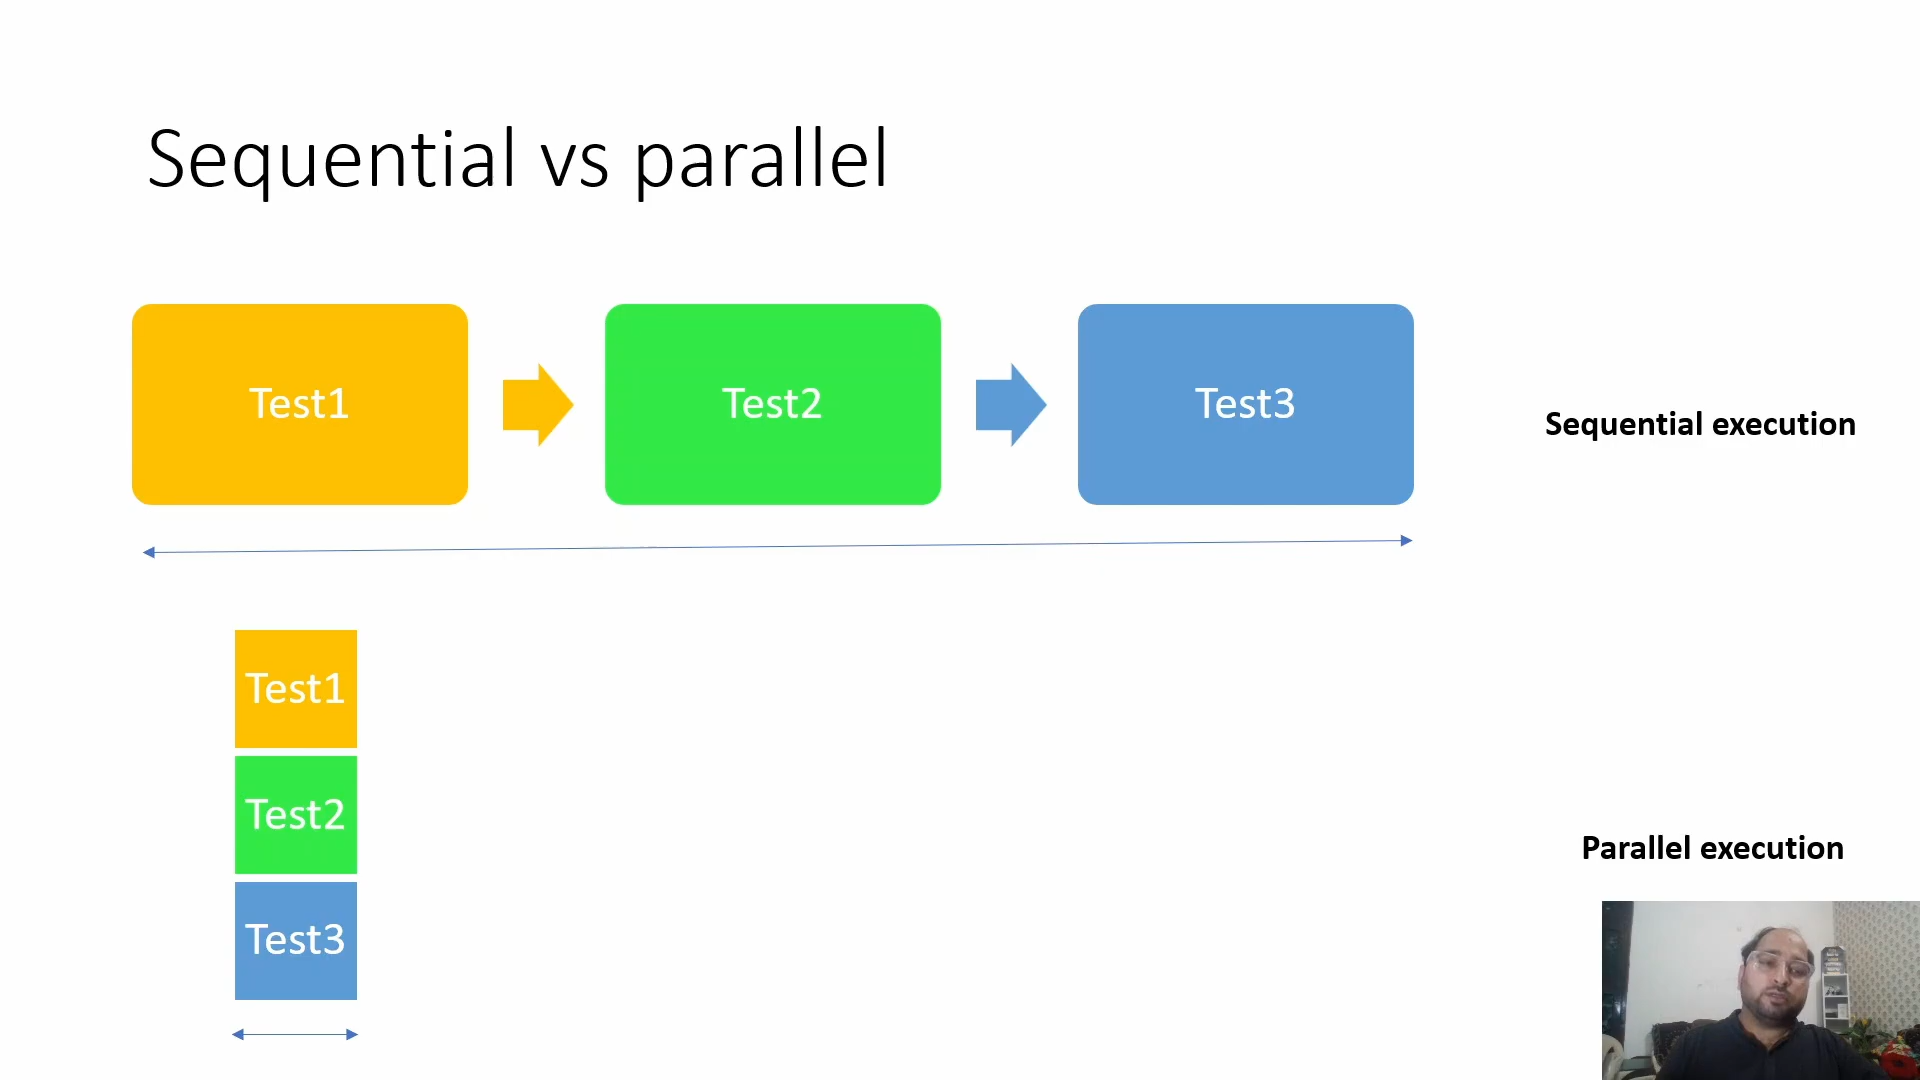 Sequential vs parallel
Test1
Test2
Test3
Sequential execution
Test1
Test2
Test3
Parallel execution